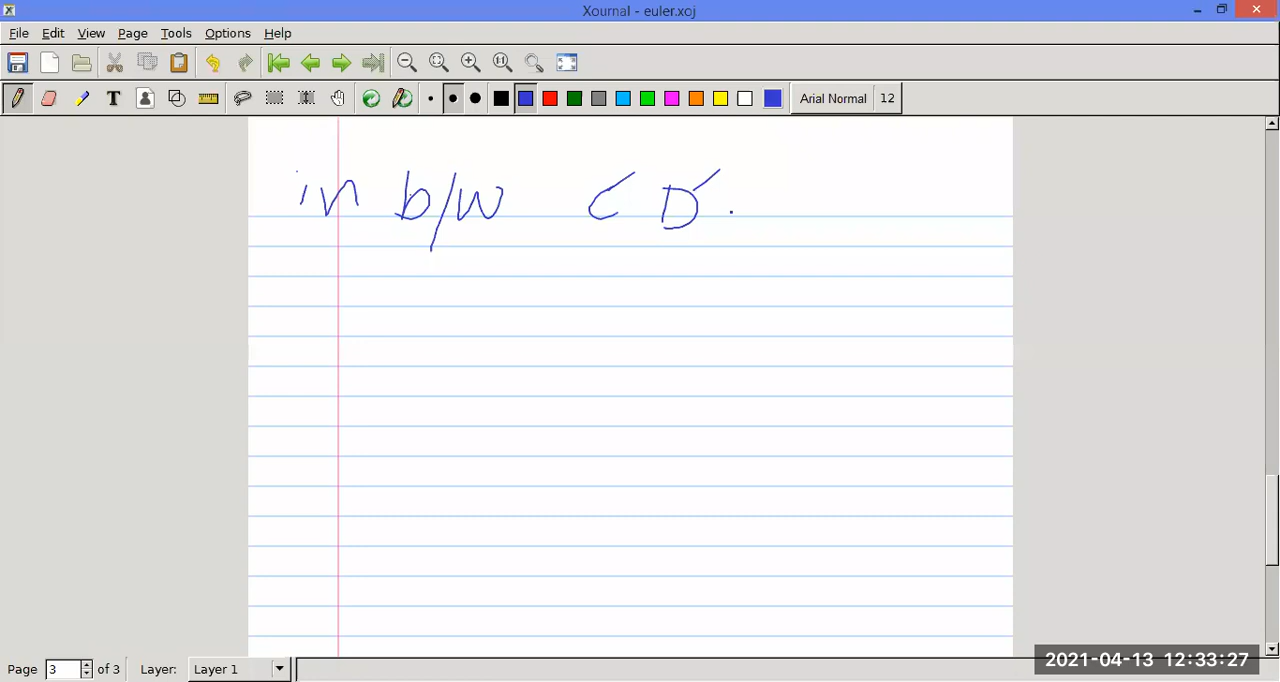 Xournal - euler.xoj
File Edit View Page Tools Options Help
Arial Normal 12
in b/w C' D'.
Page 3 of 3 Layer: Layer 1
2021-04-13 12:33:27